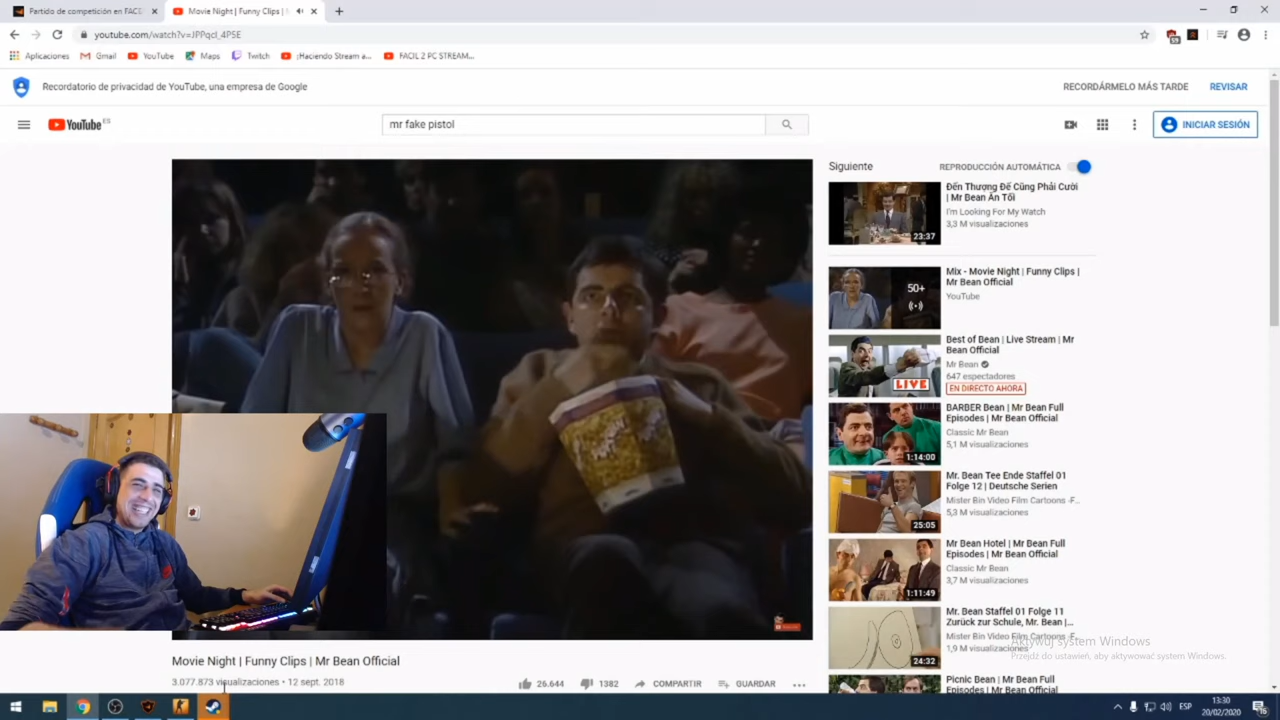 Partido de competición en FACE
Movie Night | Funny Clips |
youtube.com/watch?v=JPPqcl_4PSE
Aplicaciones
Gmail
YouTube
Maps
Twitch
¡Haciendo Stream a...
FACIL 2 PC STREAM...
Recordatorio de privacidad de YouTube, una empresa de Google
RECORDÁRMELO MÁS TARDE
REVISAR
YouTube ES
mr fake pistol
INICIAR SESIÓN
Siguiente
REPRODUCCIÓN AUTOMÁTICA
Đến Thượng Đế Cũng Phải Cười
| Mr Bean Ăn Tối
I'm Looking For My Watch
3,3 M visualizaciones
23:37
Mix - Movie Night | Funny Clips |
Mr Bean Official
YouTube
50+
Best of Bean | Live Stream | Mr
Bean Official
Mr Bean
647 espectadores
EN DIRECTO AHORA
LIVE
BARBER Bean | Mr Bean Full
Episodes | Mr Bean Official
Classic Mr Bean
5,1 M visualizaciones
1:14:00
Mr. Bean Tee Ende Staffel 01
Folge 12 | Deutsche Serien
Mister Bin Video Film Cartoons -F...
5,3 M visualizaciones
25:05
Mr Bean Hotel | Mr Bean Full
Episodes | Mr Bean Official
Classic Mr Bean
3,7 M visualizaciones
1:11:49
Mr. Bean Staffel 01 Folge 11
Zurück zur Schule, Mr. Bean |...
Mister Bin Video Film Cartoons -F...
1,9 M visualizaciones
24:32
Aktywuj system Windows
Przejdź do ustawień, aby aktywować system Windows.
Picnic Bean | Mr Bean Full
Episodes | Mr Bean Official
Movie Night | Funny Clips | Mr Bean Official
3.077.873 visualizaciones • 12 sept. 2018
26.644
1382
COMPARTIR
GUARDAR
ESP
13:30
20/02/2020